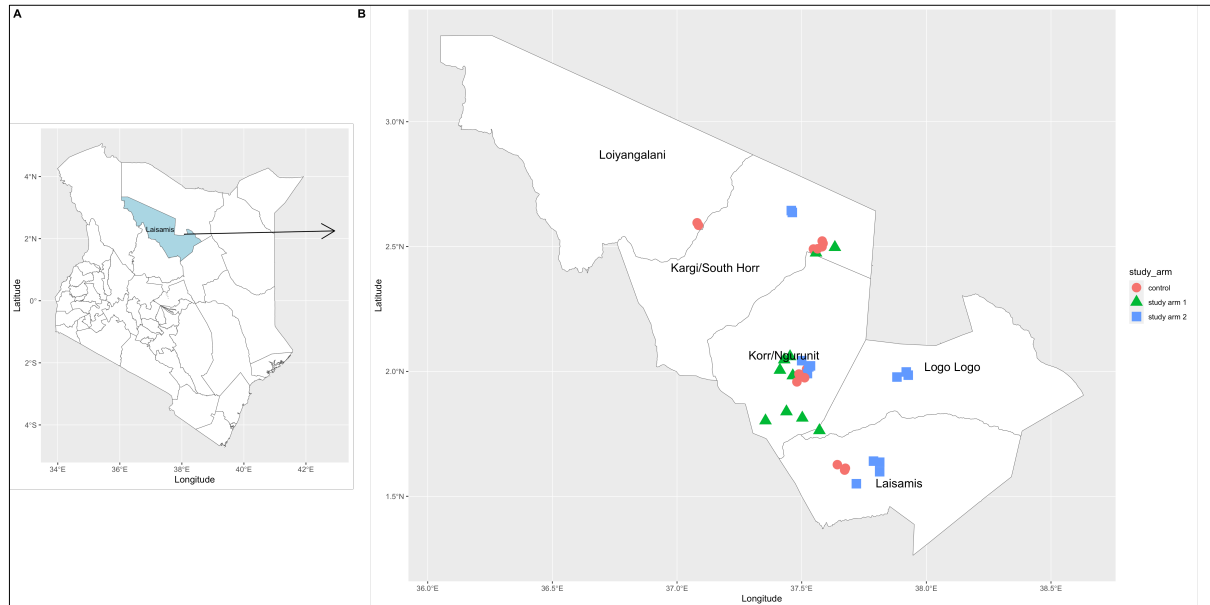 A
4°N
2°N
0°
2°S
4°S
34°E
36°E
38°E
40°E
42°E
Longitude
Latitude
Laisamis
B
3.0°N
2.5°N
2.0°N
1.5°N
36.0°E
36.5°E
37.0°E
37.5°E
38.0°E
38.5°E
Longitude
Latitude
Loiyangalani
Kargi/South Horr
Korr/Ngurunit
Logo Logo
Laisamis
study_arm
control
study arm 1
study arm 2